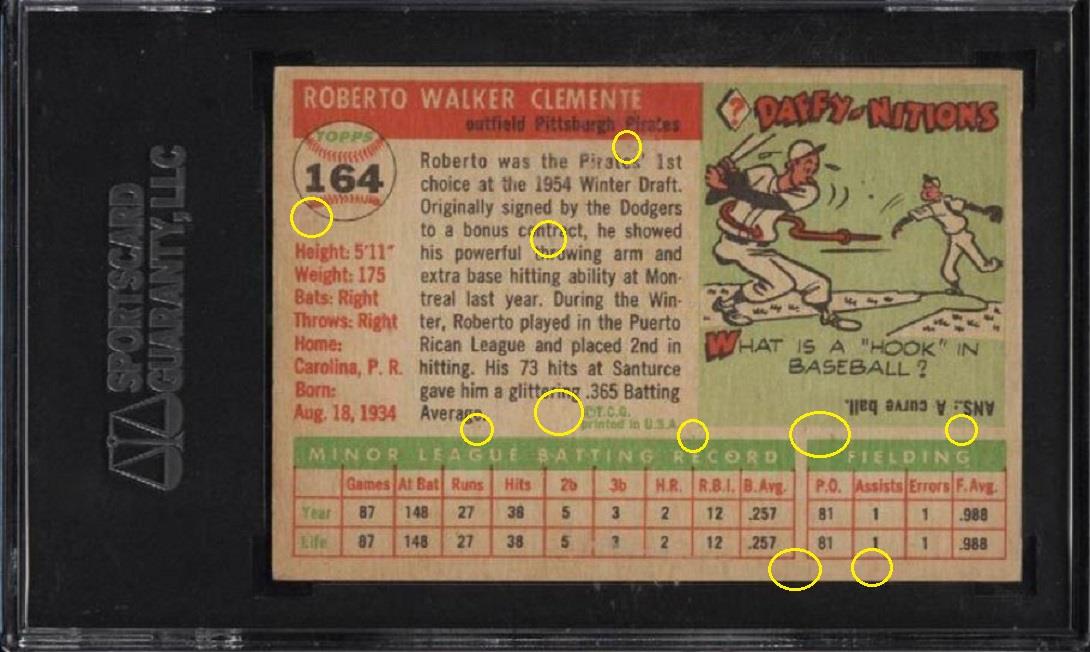 SPORTSCARD
GUARANTY, LLC
ROBERTO WALKER CLEMENTE
outfield Pittsburgh Pirates
TOPPS
164
Height: 5'11"
Weight: 175
Bats: Right
Throws: Right
Home:
Carolina, P. R.
Born:
Aug. 18, 1934
Roberto was the Pirates' 1st
choice at the 1954 Winter Draft.
Originally signed by the Dodgers
to a bonus contract, he showed
his powerful throwing arm and
extra base hitting ability at Mon-
treal last year. During the Win-
ter, Roberto played in the Puerto
Rican League and placed 2nd in
hitting. His 73 hits at Santurce
gave him a glittering .365 Batting
Average.
©T.C.G.
printed in U.S.A.
? DAFFY-NITIONS
WHAT IS A "HOOK" IN
BASEBALL?
ANS.: A curve ball.
MINOR LEAGUE BATTING RECORD FIELDING
Games At Bat Runs Hits 2b 3b H.R. R.B.I. B.Avg. P.O. Assists Errors F. Avg.
Year 87 148 27 38 5 3 2 12 .257 81 1 1 .988
Life 87 148 27 38 5 3 2 12 .257 81 1 1 .988